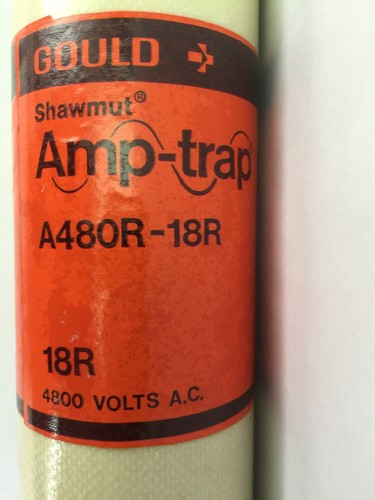 GOULD
Shawmut®
Amp-trap®
A480R-18R
18R
4800 VOLTS A.C.